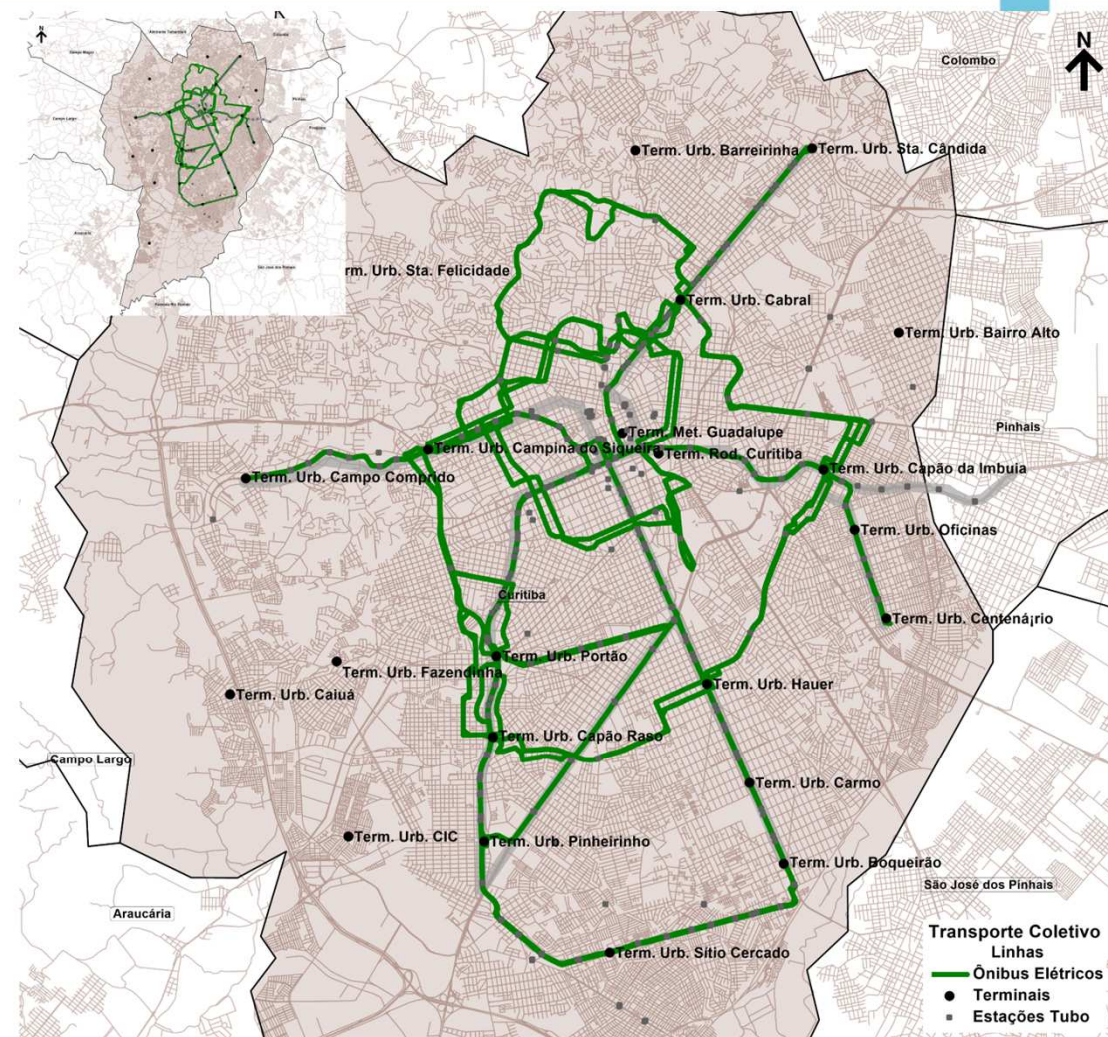 N
Colombo
Term. Urb. Barreirinha
Term. Urb. Sta. Cândida
rm. Urb. Sta. Felicidade
Term. Urb. Cabral
Term. Urb. Bairro Alto
Pinhais
Term. Met. Guadalupe
Term. Urb. Campina do Siqueira
Term. Rod. Curitiba
Term. Urb. Capão da Imbuia
Term. Urb. Campo Comprido
Term. Urb. Oficinas
Curitiba
Term. Urb. Centená¡rio
Term. Urb. Portão
Term. Urb. Fazendinha
Term. Urb. Hauer
Term. Urb. Caiuá
Term. Urb. Capão Raso
Campo Largo
Term. Urb. Carmo
Term. Urb. CIC
Term. Urb. Pinheirinho
Term. Urb. Boqueirão
São José dos Pinhais
Araucária
Term. Urb. Sítio Cercado
Transporte Coletivo
Linhas
Ônibus Elétricos
Terminais
Estações Tubo